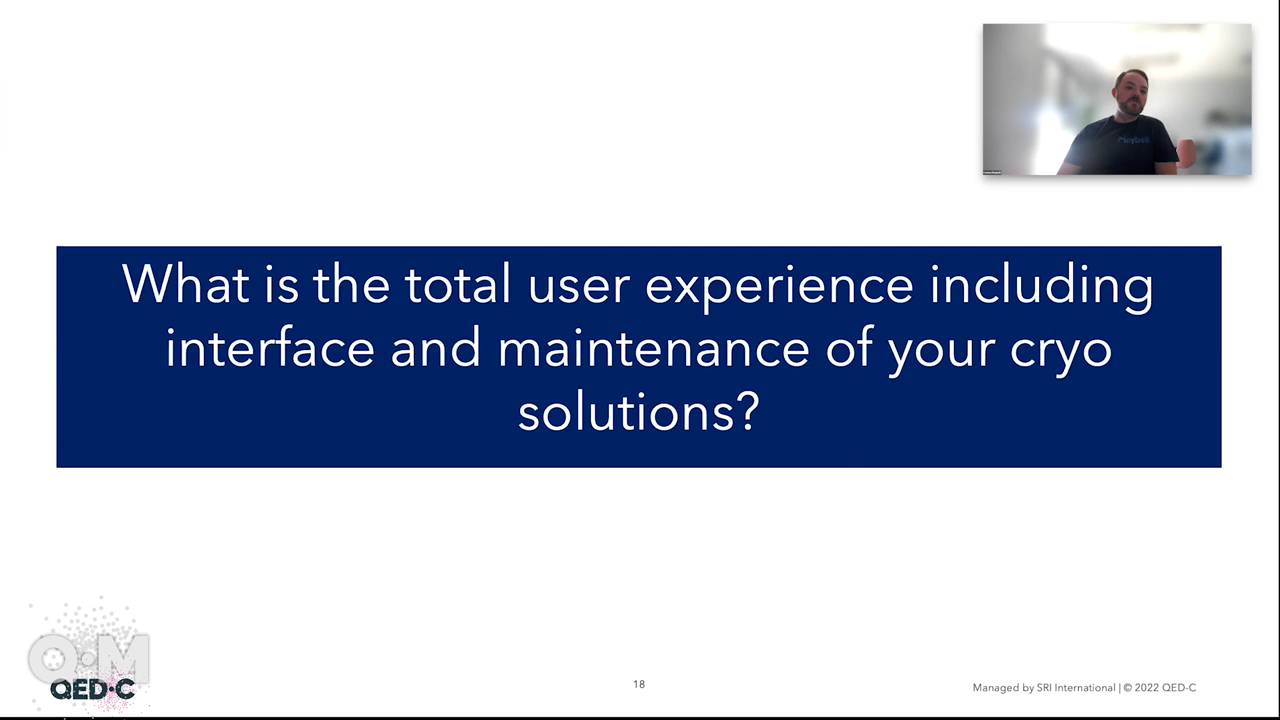 What is the total user experience including
interface and maintenance of your cryo
solutions?
Q M
QED·C
18
Managed by SRI International | © 2022 QED-C